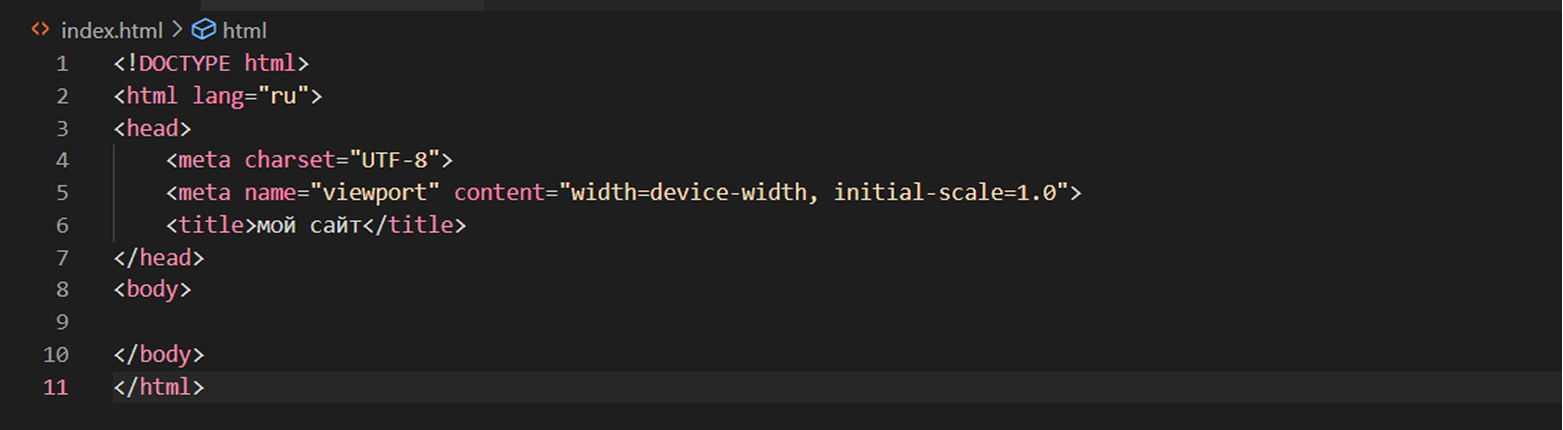 index.html > html
1 <!DOCTYPE html>
2 <html lang="ru">
3 <head>
4     <meta charset="UTF-8">
5     <meta name="viewport" content="width=device-width, initial-scale=1.0">
6     <title>мой сайт</title>
7 </head>
8 <body>
9
10 </body>
11 </html>